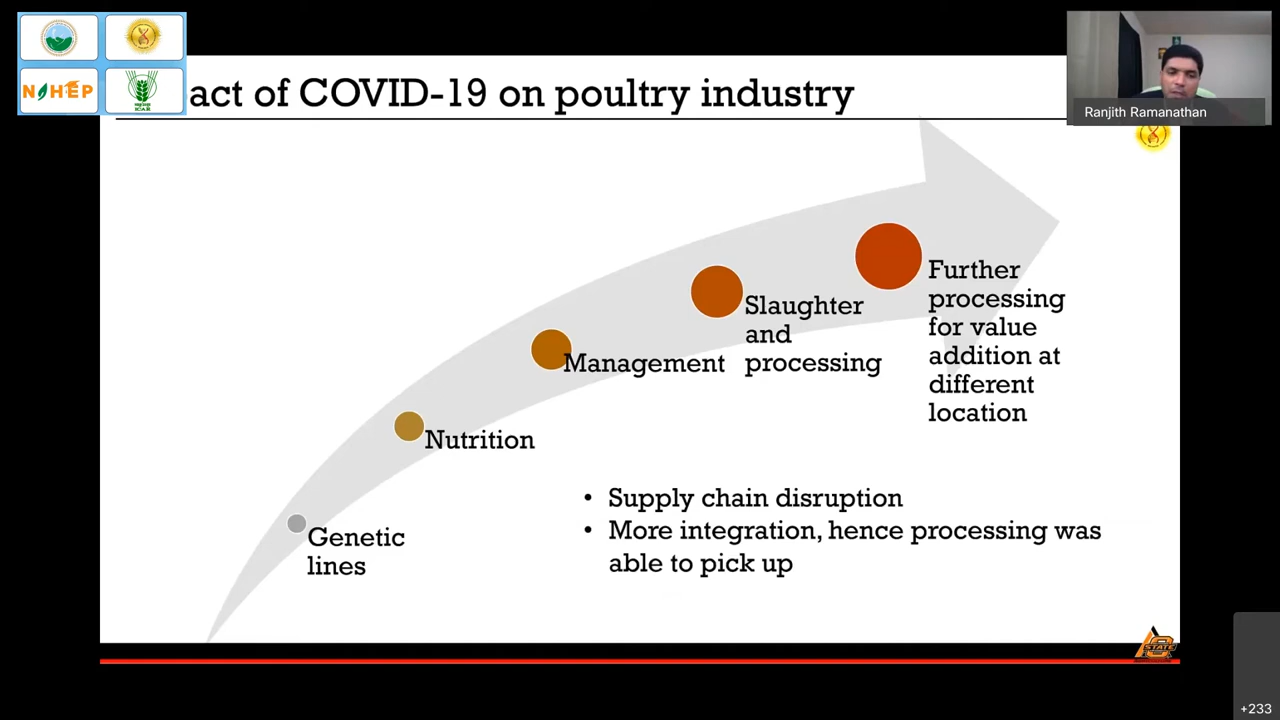 act of COVID-19 on poultry industry
NAHEP
ICAR
Ranjith Ramanathan
Further
processing
for value
addition at
different
location
Slaughter
and
processing
Management
Nutrition
Genetic
lines
• Supply chain disruption
• More integration, hence processing was
able to pick up
STATE
+233